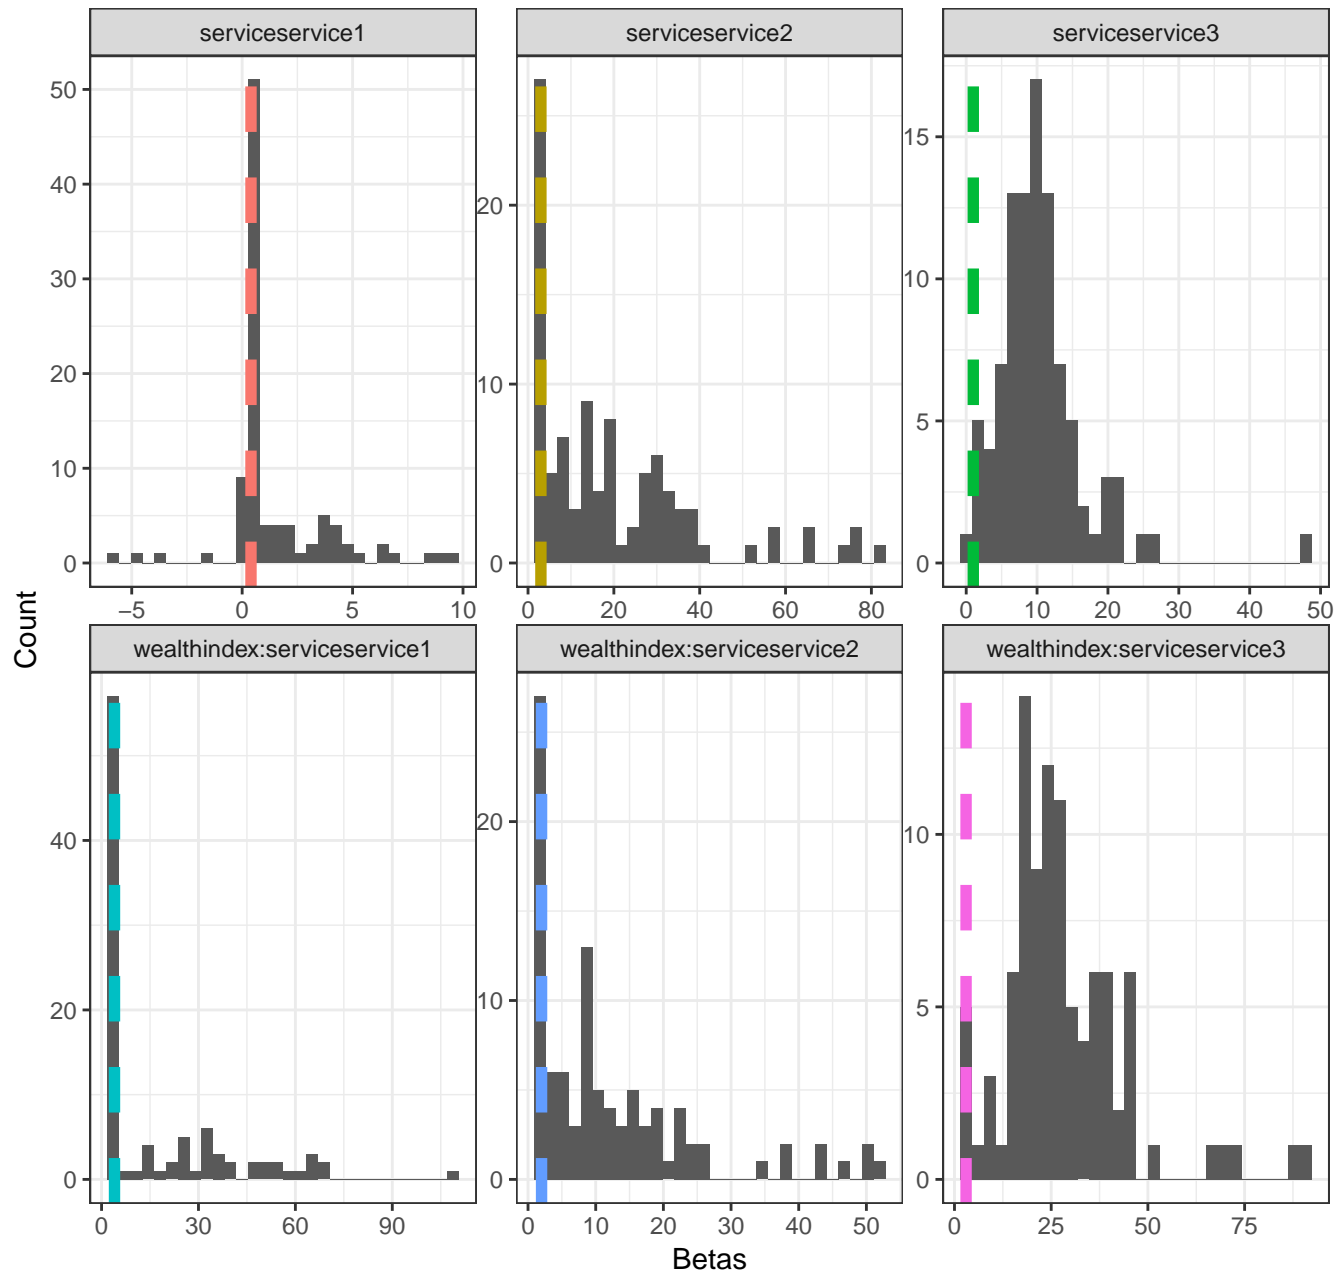 serviceservice1 serviceservice2 serviceservice3
50
40
30
20
10
0
20
10
0
15
10
5
0
−5 0 5 10
0 20 40 60 80
0 10 20 30 40 50
Count
wealthindex:serviceservice1 wealthindex:serviceservice2 wealthindex:serviceservice3
40
20
0
20
10
0
10
5
0
0 30 60 90
0 10 20 30 40 50
0 25 50 75
Betas